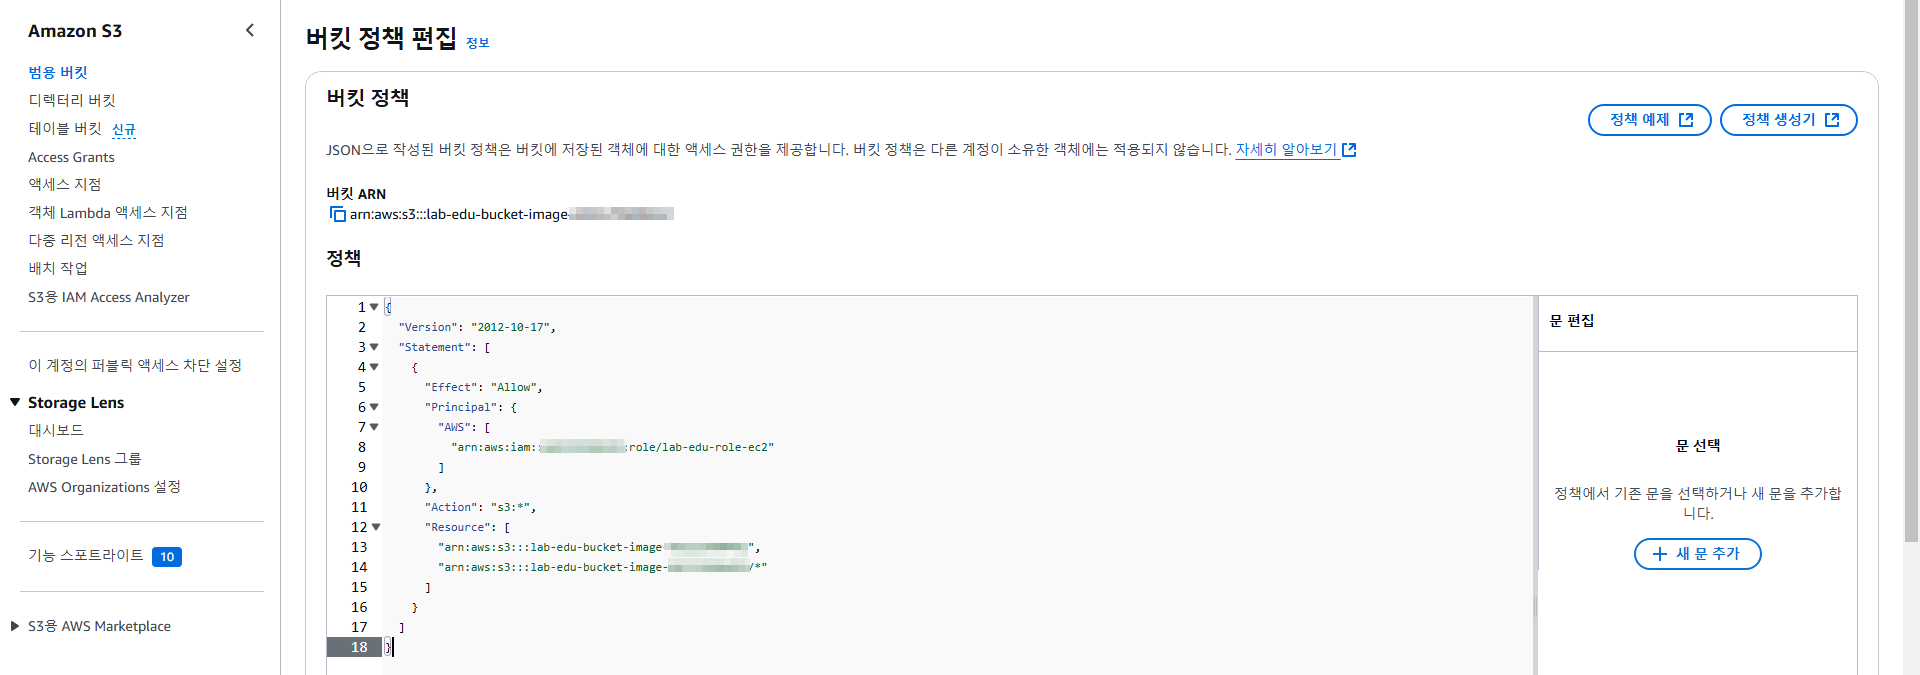 Amazon S3
범용 버킷
디렉터리 버킷
테이블 버킷 신규
Access Grants
액세스 지점
객체 Lambda 액세스 지점
다중 리전 액세스 지점
배치 작업
S3용 IAM Access Analyzer
이 계정의 퍼블릭 액세스 차단 설정
Storage Lens
대시보드
Storage Lens 그룹
AWS Organizations 설정
기능 스포트라이트 10
S3용 AWS Marketplace
버킷 정책 편집 정보
버킷 정책
정책 예제
정책 생성기
JSON으로 작성된 버킷 정책은 버킷에 저장된 객체에 대한 액세스 권한을 제공합니다. 버킷 정책은 다른 계정이 소유한 객체에는 적용되지 않습니다. 자세히 알아보기
버킷 ARN
arn:aws:s3:::lab-edu-bucket-image-
정책
1 {
2 "Version": "2012-10-17",
3 "Statement": [
4 {
5 "Effect": "Allow",
6 "Principal": {
7 "AWS": [
8 "arn:aws:iam:: :role/lab-edu-role-ec2"
9 ]
10 },
11 "Action": "s3:*",
12 "Resource": [
13 "arn:aws:s3:::lab-edu-bucket-image- ",
14 "arn:aws:s3:::lab-edu-bucket-image- /*"
15 ]
16 }
17 ]
18 }
문 편집
문 선택
정책에서 기존 문을 선택하거나 새 문을 추가합
니다.
+ 새 문 추가